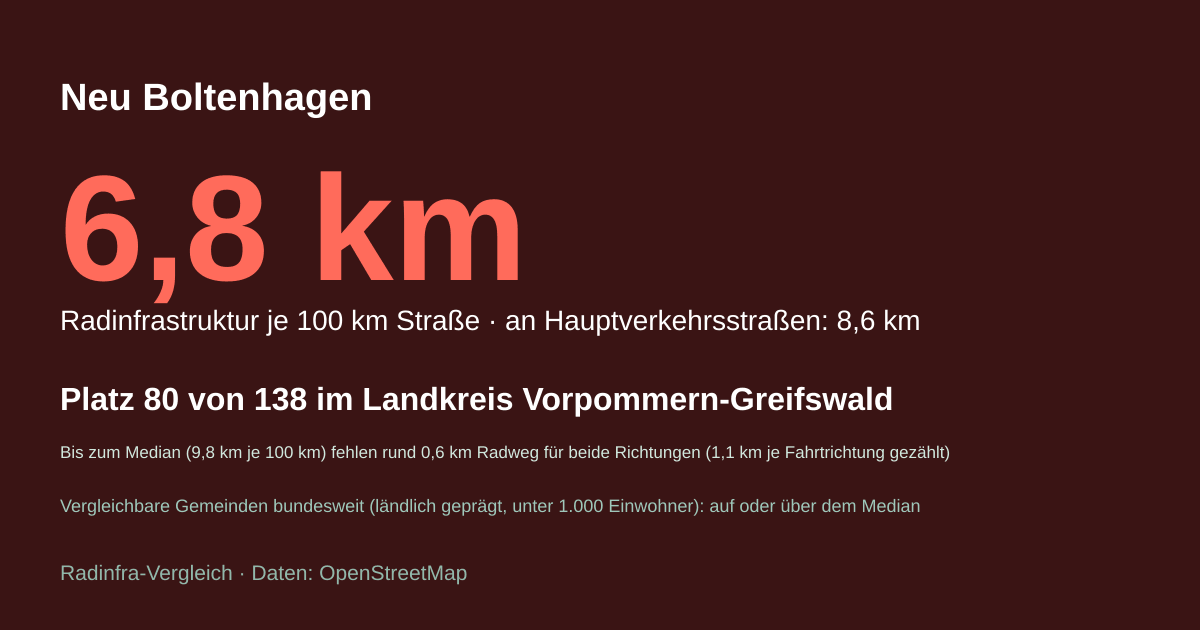 Neu Boltenhagen
6,8 km
Radinfrastruktur je 100 km Straße · an Hauptverkehrsstraßen: 8,6 km
Platz 80 von 138 im Landkreis Vorpommern-Greifswald
Bis zum Median (9,8 km je 100 km) fehlen rund 0,6 km Radweg für beide Richtungen (1,1 km je Fahrtrichtung gezählt)
Vergleichbare Gemeinden bundesweit (ländlich geprägt, unter 1.000 Einwohner): auf oder über dem Median
Radinfra-Vergleich · Daten: OpenStreetMap